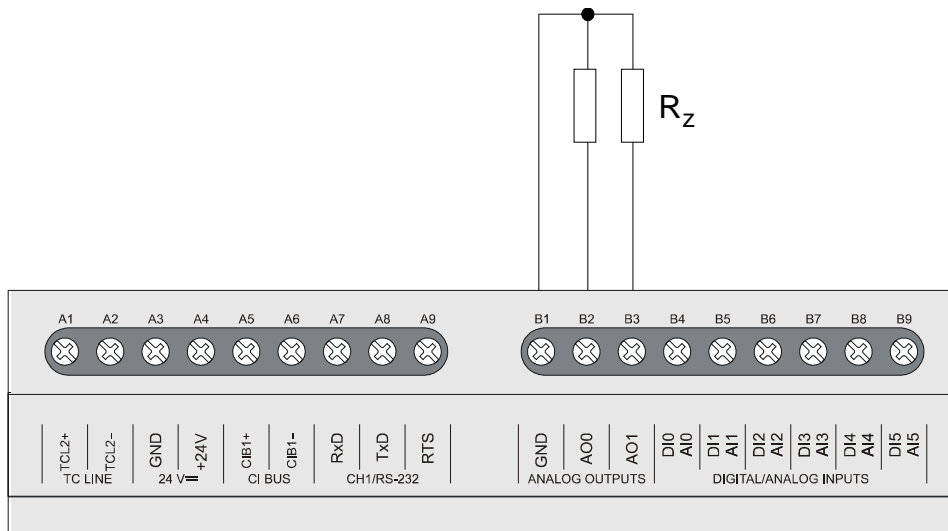 Rz
A1 A2 A3 A4 A5 A6 A7 A8 A9 B1 B2 B3 B4 B5 B6 B7 B8 B9
TCL2+ TCL2− GND +24V CIB1+ CIB1− RxD TxD RTS GND AO0 AO1 DI0 AI0 DI1 AI1 DI2 AI2 DI3 AI3 DI4 AI4 DI5 AI5
TC LINE 24 V⎓ CI BUS CH1/RS-232 ANALOG OUTPUTS DIGITAL/ANALOG INPUTS